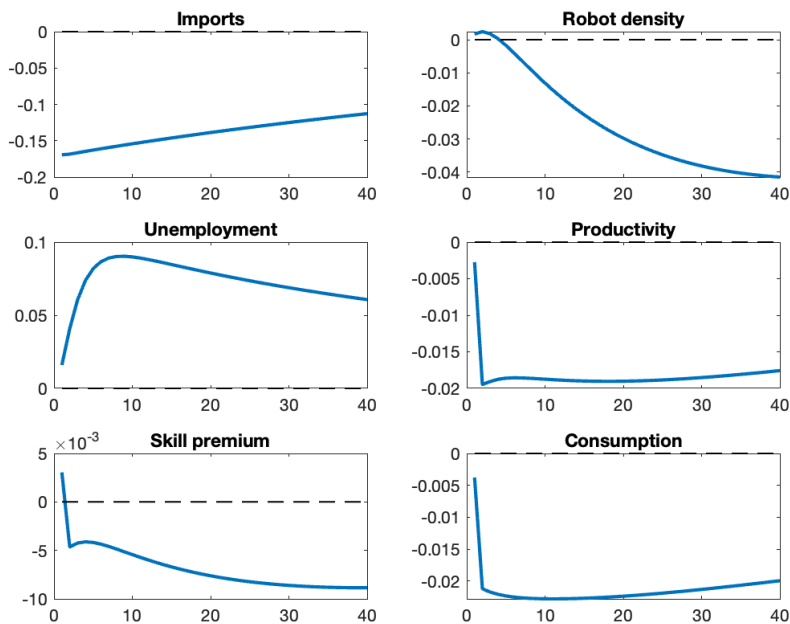 Imports
0
-0.05
-0.1
-0.15
-0.2
0 10 20 30 40
Robot density
0
-0.01
-0.02
-0.03
-0.04
0 10 20 30 40
Unemployment
0.1
0.05
0
0 10 20 30 40
Productivity
0
-0.005
-0.01
-0.015
-0.02
0 10 20 30 40
Skill premium
×10⁻³
5
0
-5
-10
0 10 20 30 40
Consumption
0
-0.005
-0.01
-0.015
-0.02
0 10 20 30 40